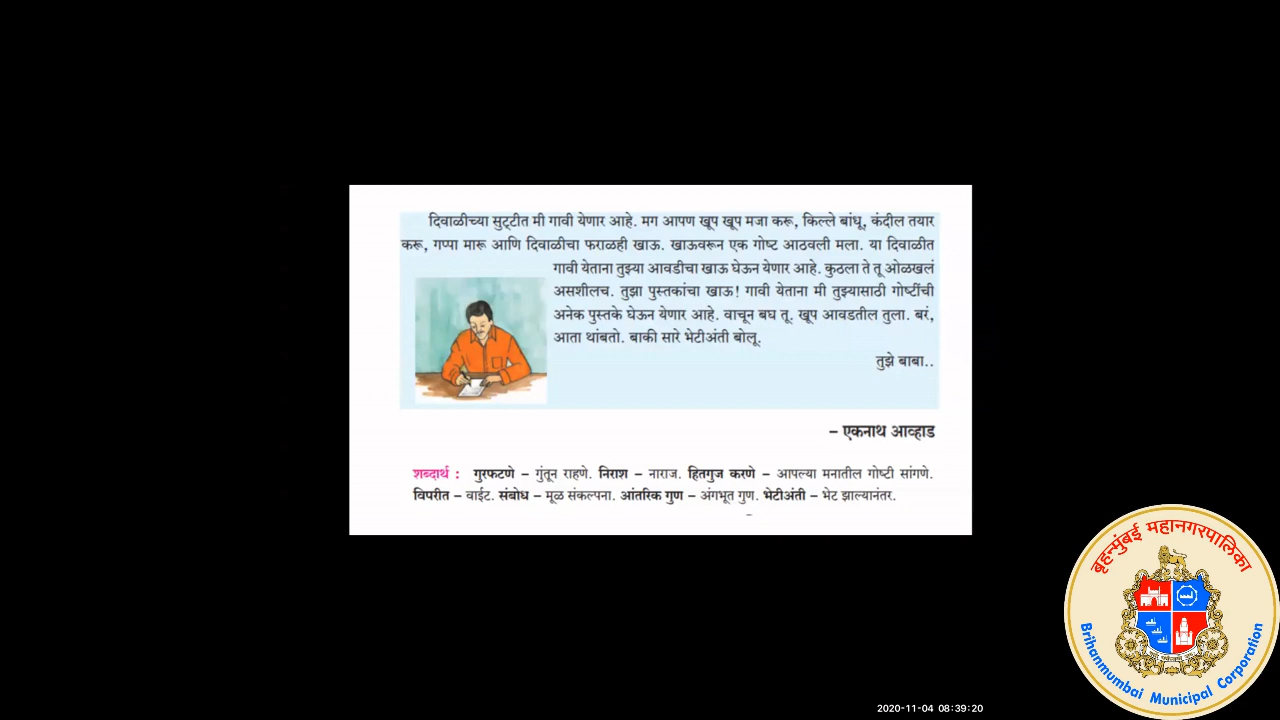 दिवाळीच्या सुट्टीत मी गावी येणार आहे. मग आपण खूप खूप मजा करू, किल्ले बांधू, कंदील तयार
करू, गप्पा मारू आणि दिवाळीचा फराळही खाऊ. खाऊवरून एक गोष्ट आठवली मला. या दिवाळीत
गावी येताना तुझ्या आवडीचा खाऊ घेऊन येणार आहे. कुठला ते तू ओळखलं
असशीलच. तुझा पुस्तकांचा खाऊ! गावी येताना मी तुझ्यासाठी गोष्टींची
अनेक पुस्तके घेऊन येणार आहे. वाचून बघ तू. खूप आवडतील तुला. बरं,
आता थांबतो. बाकी सारे भेटीअंती बोलू.
तुझे बाबा..
– एकनाथ आव्हाड
शब्दार्थ : गुरफटणे – गुंतून राहणे. निराश – नाराज. हितगुज करणे – आपल्या मनातील गोष्टी सांगणे.
विपरीत – वाईट. संबोध – मूळ संकल्पना. आंतरिक गुण – अंगभूत गुण. भेटीअंती – भेट झाल्यानंतर.
बृहन्मुंबई महानगरपालिका
Brihanmumbai Municipal Corporation
2020-11-04 08:39:20